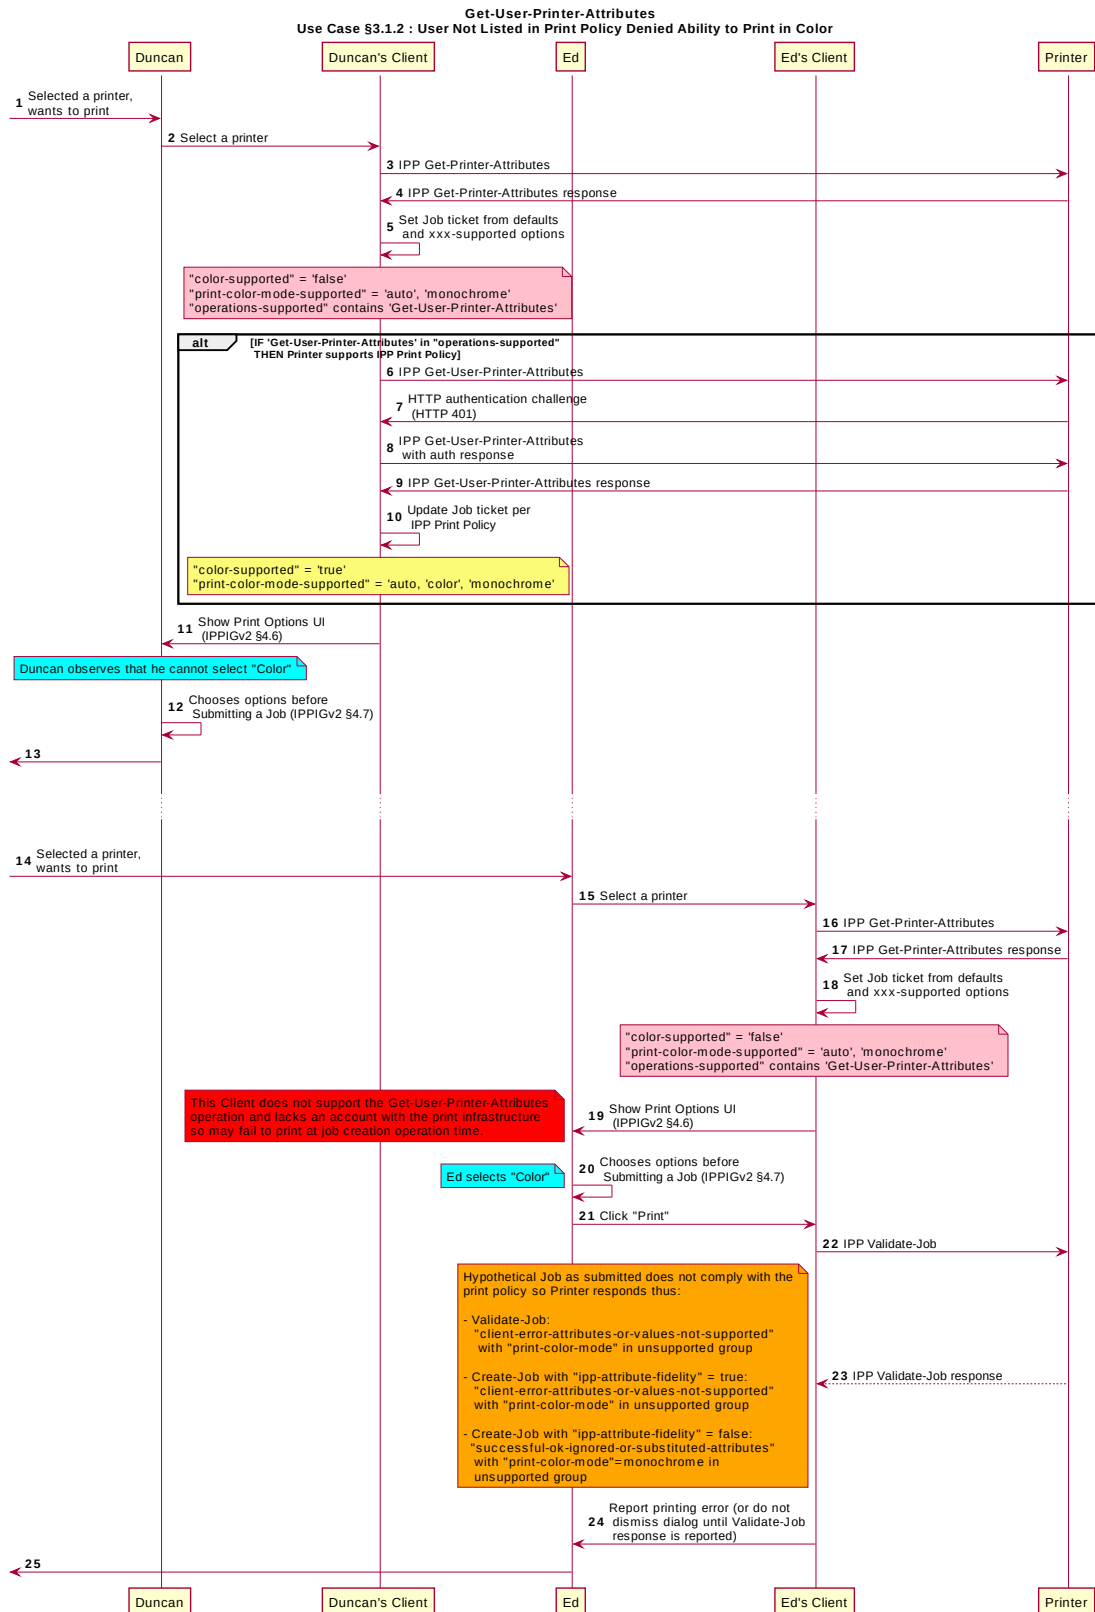 Get-User-Printer-Attributes
Use Case §3.1.2 : User Not Listed in Print Policy Denied Ability to Print in Color
Duncan
Duncan's Client
Ed
Ed's Client
Printer
1 Selected a printer,
wants to print
2 Select a printer
3 IPP Get-Printer-Attributes
4 IPP Get-Printer-Attributes response
5 Set Job ticket from defaults
and xxx-supported options
"color-supported" = 'false'
"print-color-mode-supported" = 'auto', 'monochrome'
"operations-supported" contains 'Get-User-Printer-Attributes'
alt
[IF 'Get-User-Printer-Attributes' in "operations-supported"
THEN Printer supports IPP Print Policy]
6 IPP Get-User-Printer-Attributes
7 HTTP authentication challenge
(HTTP 401)
8 IPP Get-User-Printer-Attributes
with auth response
9 IPP Get-User-Printer-Attributes response
10 Update Job ticket per
IPP Print Policy
"color-supported" = 'true'
"print-color-mode-supported" = 'auto, 'color', 'monochrome'
11 Show Print Options UI
(IPPIGv2 §4.6)
Duncan observes that he cannot select "Color"
12 Chooses options before
Submitting a Job (IPPIGv2 §4.7)
13
14 Selected a printer,
wants to print
15 Select a printer
16 IPP Get-Printer-Attributes
17 IPP Get-Printer-Attributes response
18 Set Job ticket from defaults
and xxx-supported options
"color-supported" = 'false'
"print-color-mode-supported" = 'auto', 'monochrome'
"operations-supported" contains 'Get-User-Printer-Attributes'
This Client does not support the Get-User-Printer-Attributes
operation and lacks an account with the print infrastructure
so may fail to print at job creation operation time.
19 Show Print Options UI
(IPPIGv2 §4.6)
Ed selects "Color"
20 Chooses options before
Submitting a Job (IPPIGv2 §4.7)
21 Click "Print"
22 IPP Validate-Job
Hypothetical Job as submitted does not comply with the
print policy so Printer responds thus:
- Validate-Job:
"client-error-attributes-or-values-not-supported"
with "print-color-mode" in unsupported group
- Create-Job with "ipp-attribute-fidelity" = true:
"client-error-attributes-or-values-not-supported"
with "print-color-mode" in unsupported group
- Create-Job with "ipp-attribute-fidelity" = false:
"successful-ok-ignored-or-substituted-attributes"
with "print-color-mode"=monochrome in
unsupported group
23 IPP Validate-Job response
24 Report printing error (or do not
dismiss dialog until Validate-Job
response is reported)
25
Duncan
Duncan's Client
Ed
Ed's Client
Printer